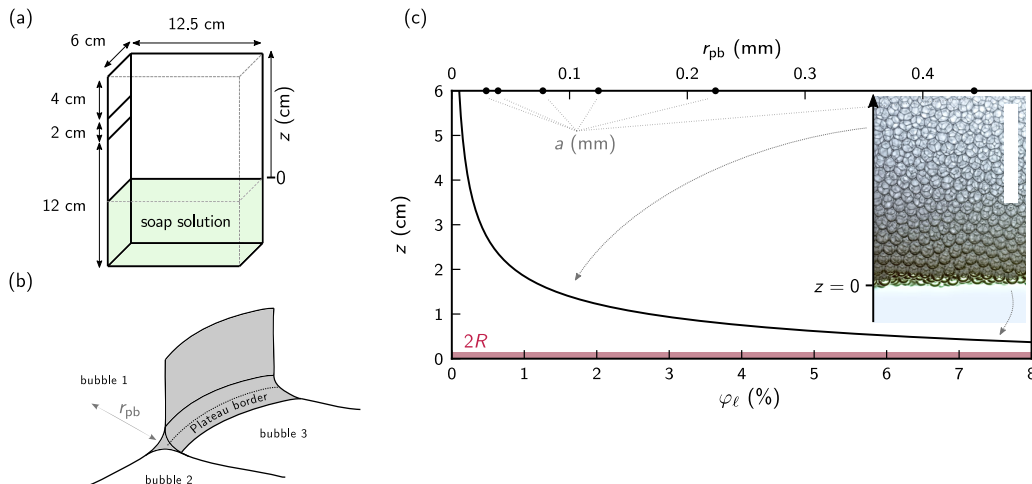 (a)
12.5 cm
6 cm
4 cm
2 cm
12 cm
z (cm)
0
soap solution
(b)
bubble 1
r_pb
Plateau border
bubble 3
bubble 2
(c)
r_pb (mm)
0 0.1 0.2 0.3 0.4
a (mm)
z (cm)
6
5
4
3
2
1
0
z = 0
2R
0 1 2 3 4 5 6 7 8
φ_ℓ (%)